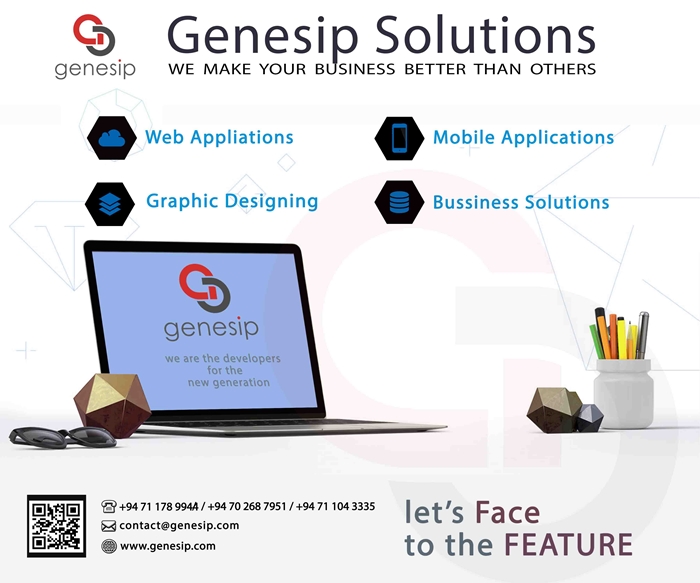 genesip
Genesip Solutions
WE MAKE YOUR BUSINESS BETTER THAN OTHERS
Web Appliations
Mobile Applications
Graphic Designing
Bussiness Solutions
genesip
we are the developers
for the
new generation
+94 71 178 9944 / +94 70 268 7951 / +94 71 104 3335
contact@genesip.com
www.genesip.com
let's Face
to the FEATURE